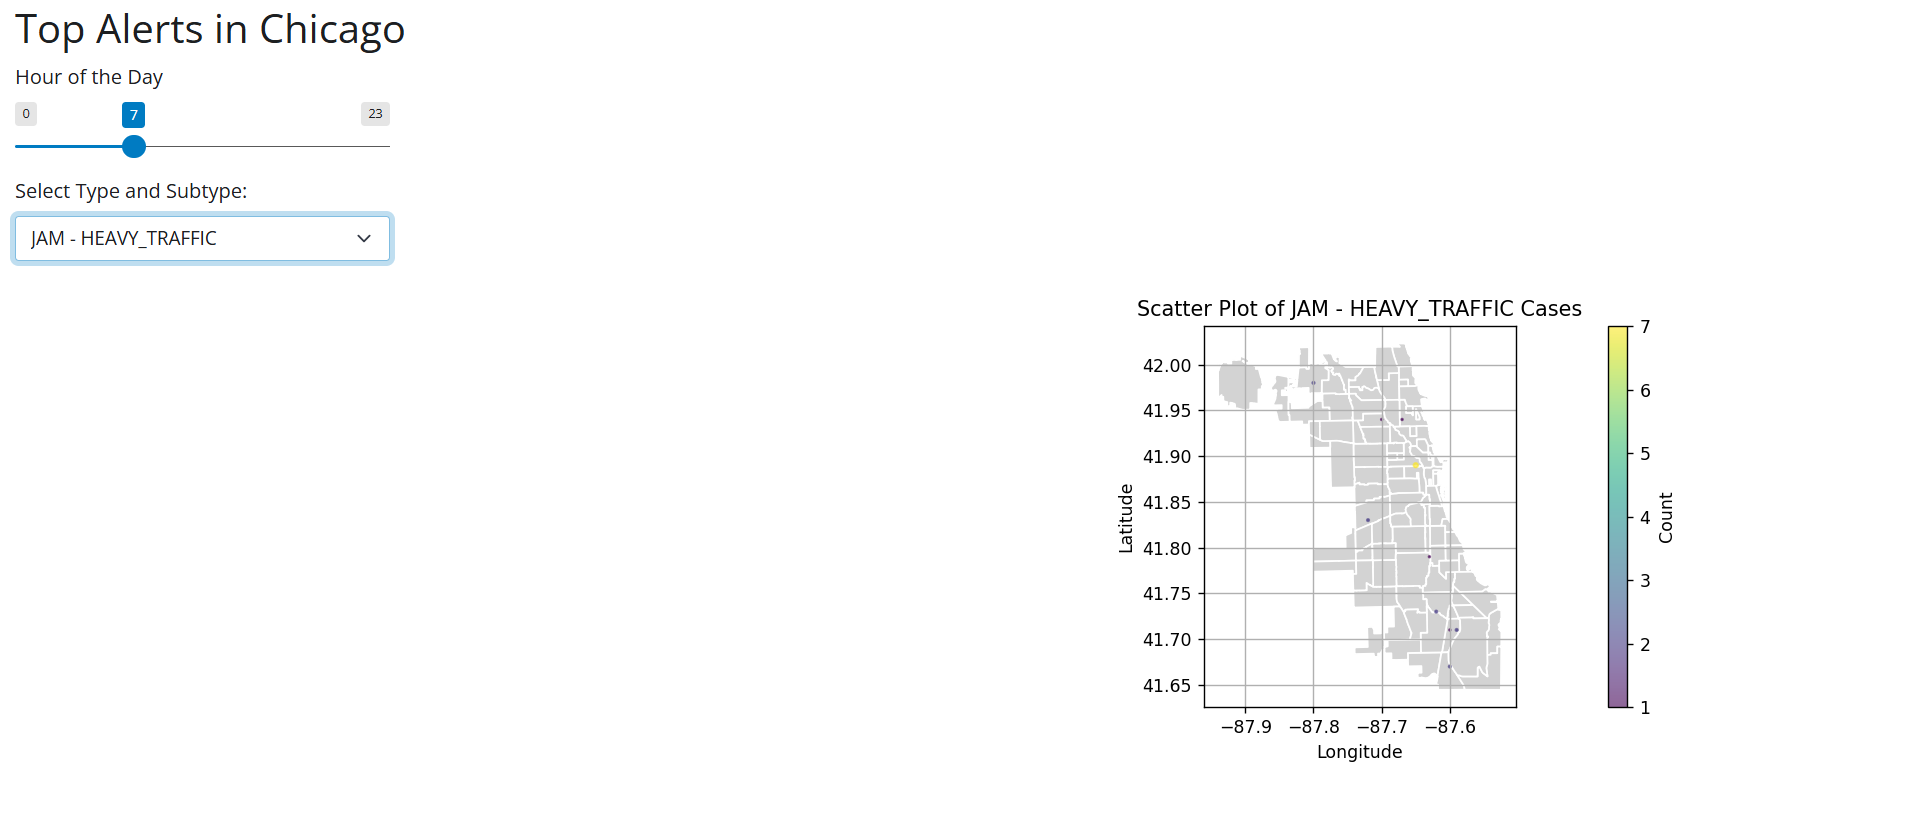 Top Alerts in Chicago
Hour of the Day
0 7 23
Select Type and Subtype:
JAM - HEAVY_TRAFFIC
Scatter Plot of JAM - HEAVY_TRAFFIC Cases
42.00
41.95
41.90
41.85
41.80
41.75
41.70
41.65
Latitude
−87.9 −87.8 −87.7 −87.6
Longitude
7
6
5
4
3
2
1
Count